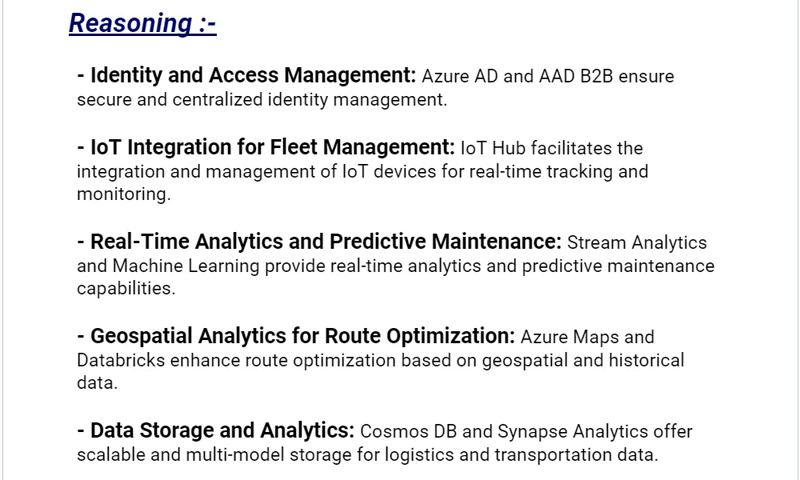 Reasoning :-
- Identity and Access Management: Azure AD and AAD B2B ensure
secure and centralized identity management.
- IoT Integration for Fleet Management: IoT Hub facilitates the
integration and management of IoT devices for real-time tracking and
monitoring.
- Real-Time Analytics and Predictive Maintenance: Stream Analytics
and Machine Learning provide real-time analytics and predictive maintenance
capabilities.
- Geospatial Analytics for Route Optimization: Azure Maps and
Databricks enhance route optimization based on geospatial and historical
data.
- Data Storage and Analytics: Cosmos DB and Synapse Analytics offer
scalable and multi-model storage for logistics and transportation data.